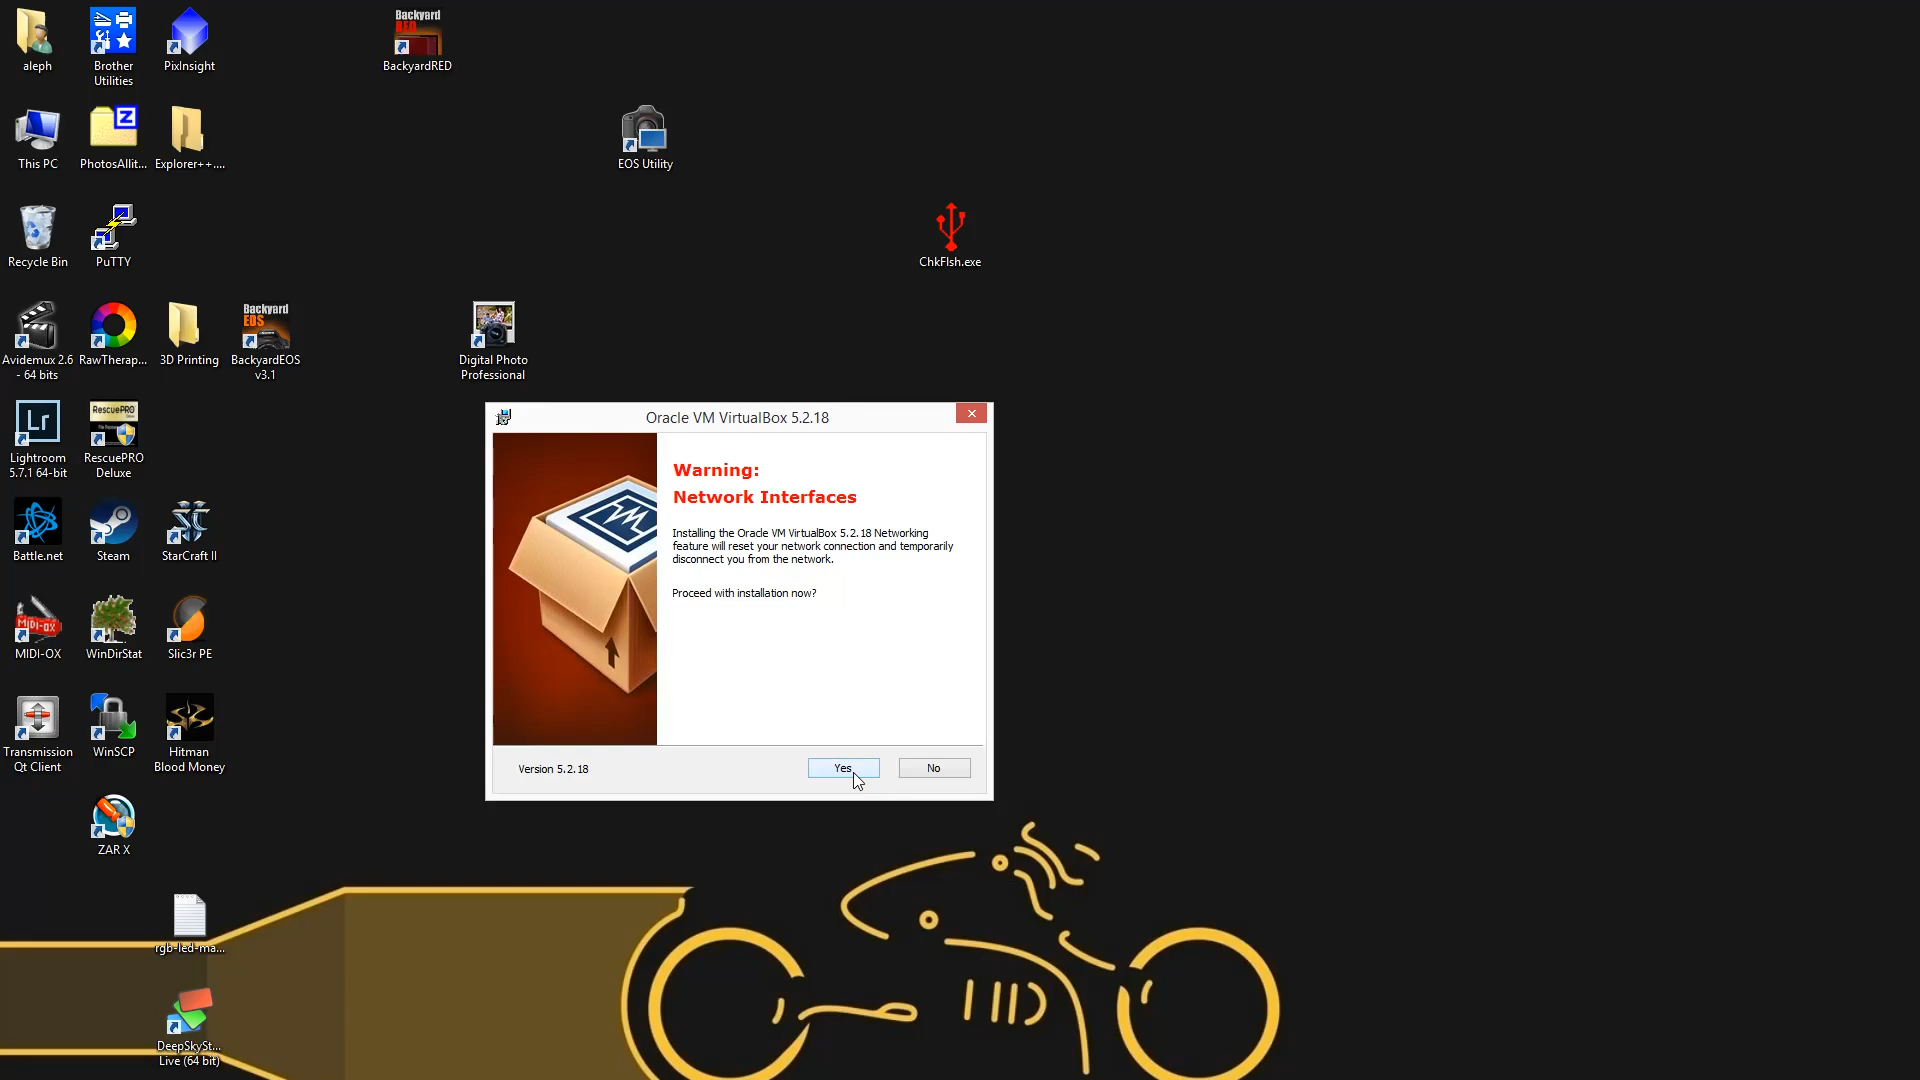 aleph
Brother
Utilities
PixInsight
Backyard
RED
BackyardRED
This PC
PhotosAllit...
Explorer++....
EOS Utility
Recycle Bin
PuTTY
ChkFlsh.exe
Avidemux 2.6
- 64 bits
RawTherap...
3D Printing
Backyard
EOS
BackyardEOS
v3.1
Digital Photo
Professional
Lr
Lightroom
5.7.1 64-bit
RescuePRO
RescuePRO
Deluxe
Battle.net
Steam
StarCraft II
MIDI-OX
MIDI-OX
WinDirStat
Slic3r PE
Transmission
Qt Client
WinSCP
Hitman
Blood Money
ZAR X
rgb-led-ma...
DeepSkySt...
Live (64 bit)
Oracle VM VirtualBox 5.2.18
Warning:
Network Interfaces
Installing the Oracle VM VirtualBox 5.2.18 Networking
feature will reset your network connection and temporarily
disconnect you from the network.
Proceed with installation now?
Version 5.2.18
Yes
No